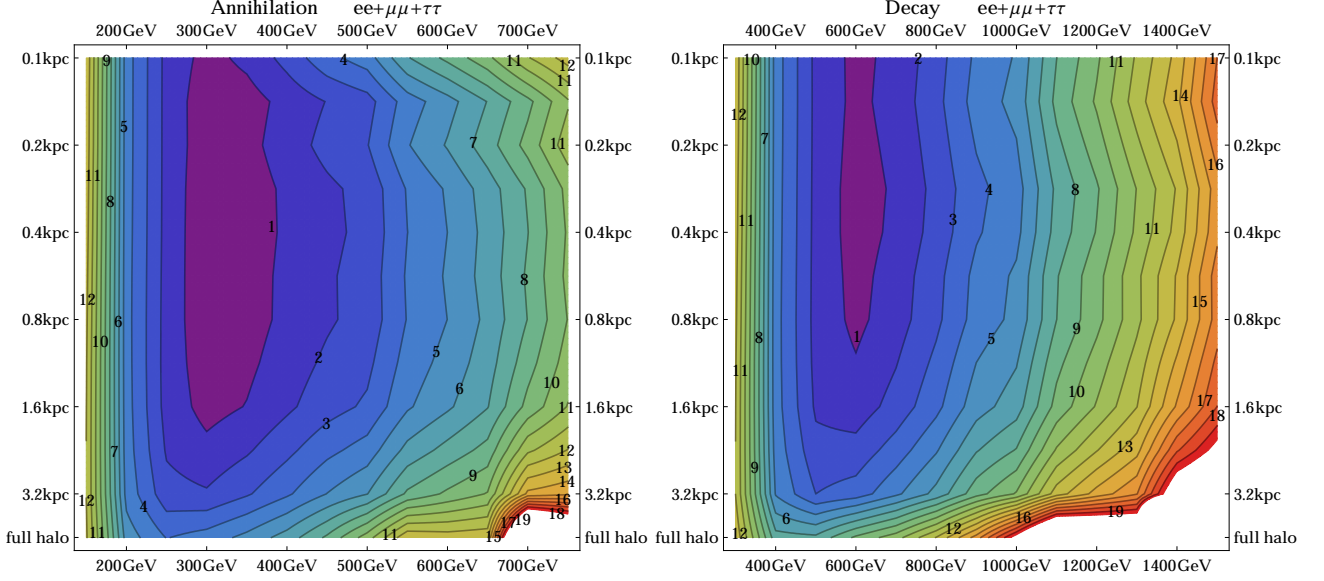 Annihilation ee+μμ+ττ
200GeV 300GeV 400GeV 500GeV 600GeV 700GeV
0.1kpc 9 4 11 12 0.1kpc
11
5
0.2kpc 7 11 0.2kpc
11
8
0.4kpc 1 0.4kpc
8
12
0.8kpc 6 0.8kpc
10 2 5
6 10
1.6kpc 11 1.6kpc
3
7 12
9 13
14
3.2kpc 12 4 16 3.2kpc
17 19 18
full halo 11 11 15 full halo
200GeV 300GeV 400GeV 500GeV 600GeV 700GeV
Decay ee+μμ+ττ
400GeV 600GeV 800GeV 1000GeV 1200GeV 1400GeV
0.1kpc 10 2 11 17 0.1kpc
14
12
7
0.2kpc 0.2kpc
16
4 8
11 3 11
0.4kpc 0.4kpc
15
0.8kpc 9 0.8kpc
8 1 5
11
10
1.6kpc 17 1.6kpc
18
13
9
3.2kpc 3.2kpc
6 16 19
full halo 12 12 full halo
400GeV 600GeV 800GeV 1000GeV 1200GeV 1400GeV